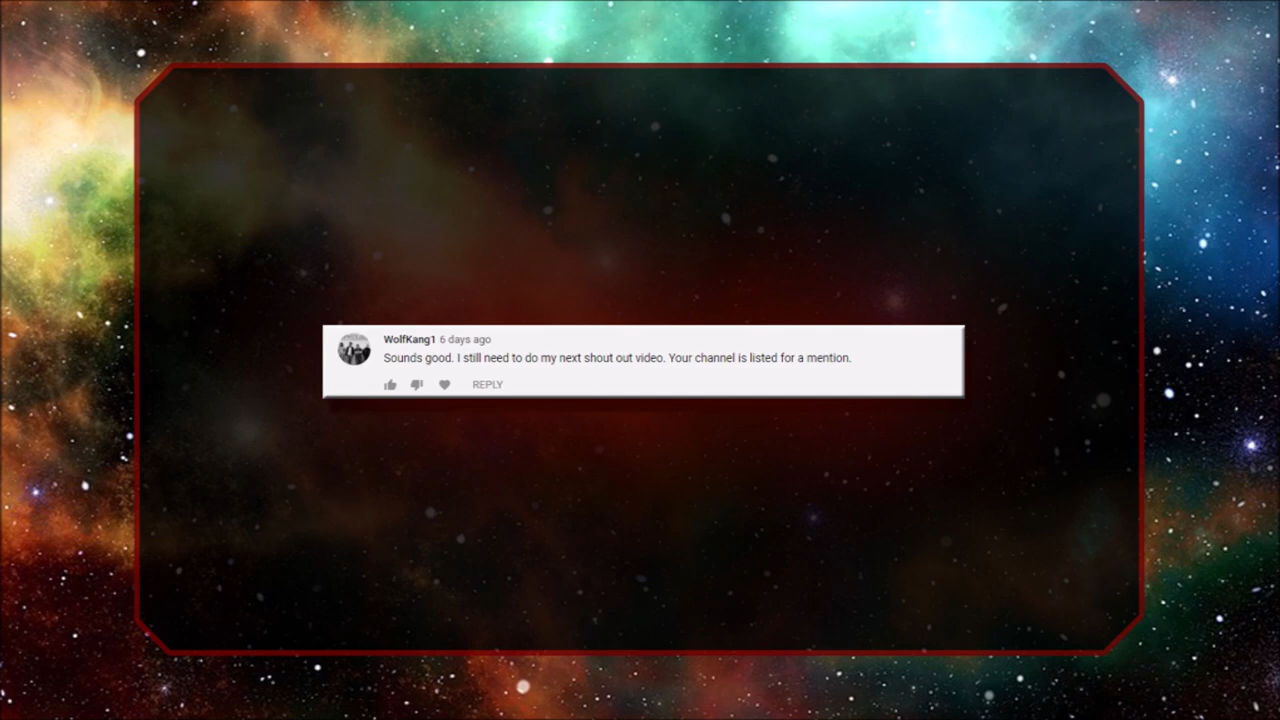 WolfKang1 6 days ago
Sounds good. I still need to do my next shout out video. Your channel is listed for a mention.
REPLY